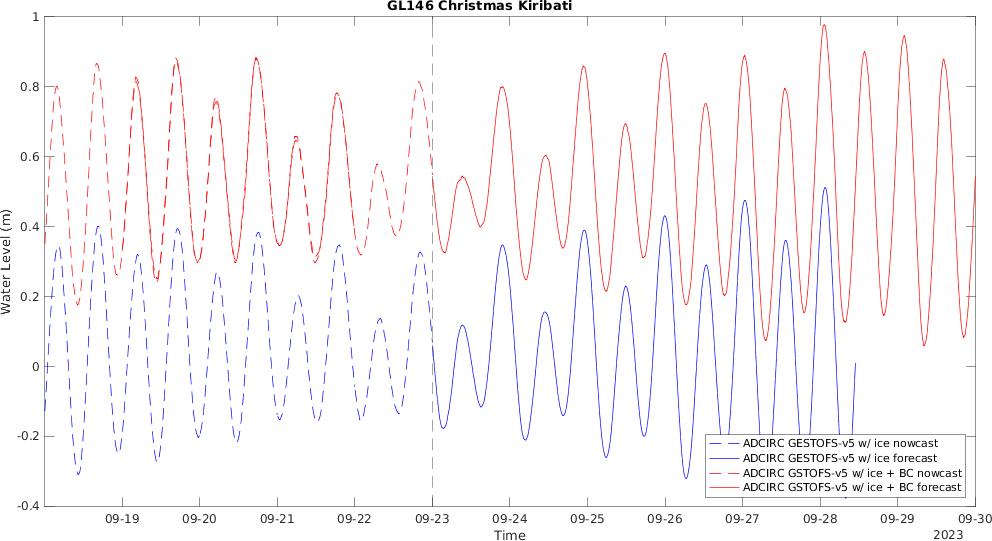 GL146 Christmas Kiribati
1
0.8
0.6
0.4
0.2
0
-0.2
-0.4
Water Level (m)
ADCIRC GESTOFS-v5 w/ ice nowcast
ADCIRC GESTOFS-v5 w/ ice forecast
ADCIRC GSTOFS-v5 w/ ice + BC nowcast
ADCIRC GSTOFS-v5 w/ ice + BC forecast
09-19 09-20 09-21 09-22 09-23 09-24 09-25 09-26 09-27 09-28 09-29 09-30
Time
2023